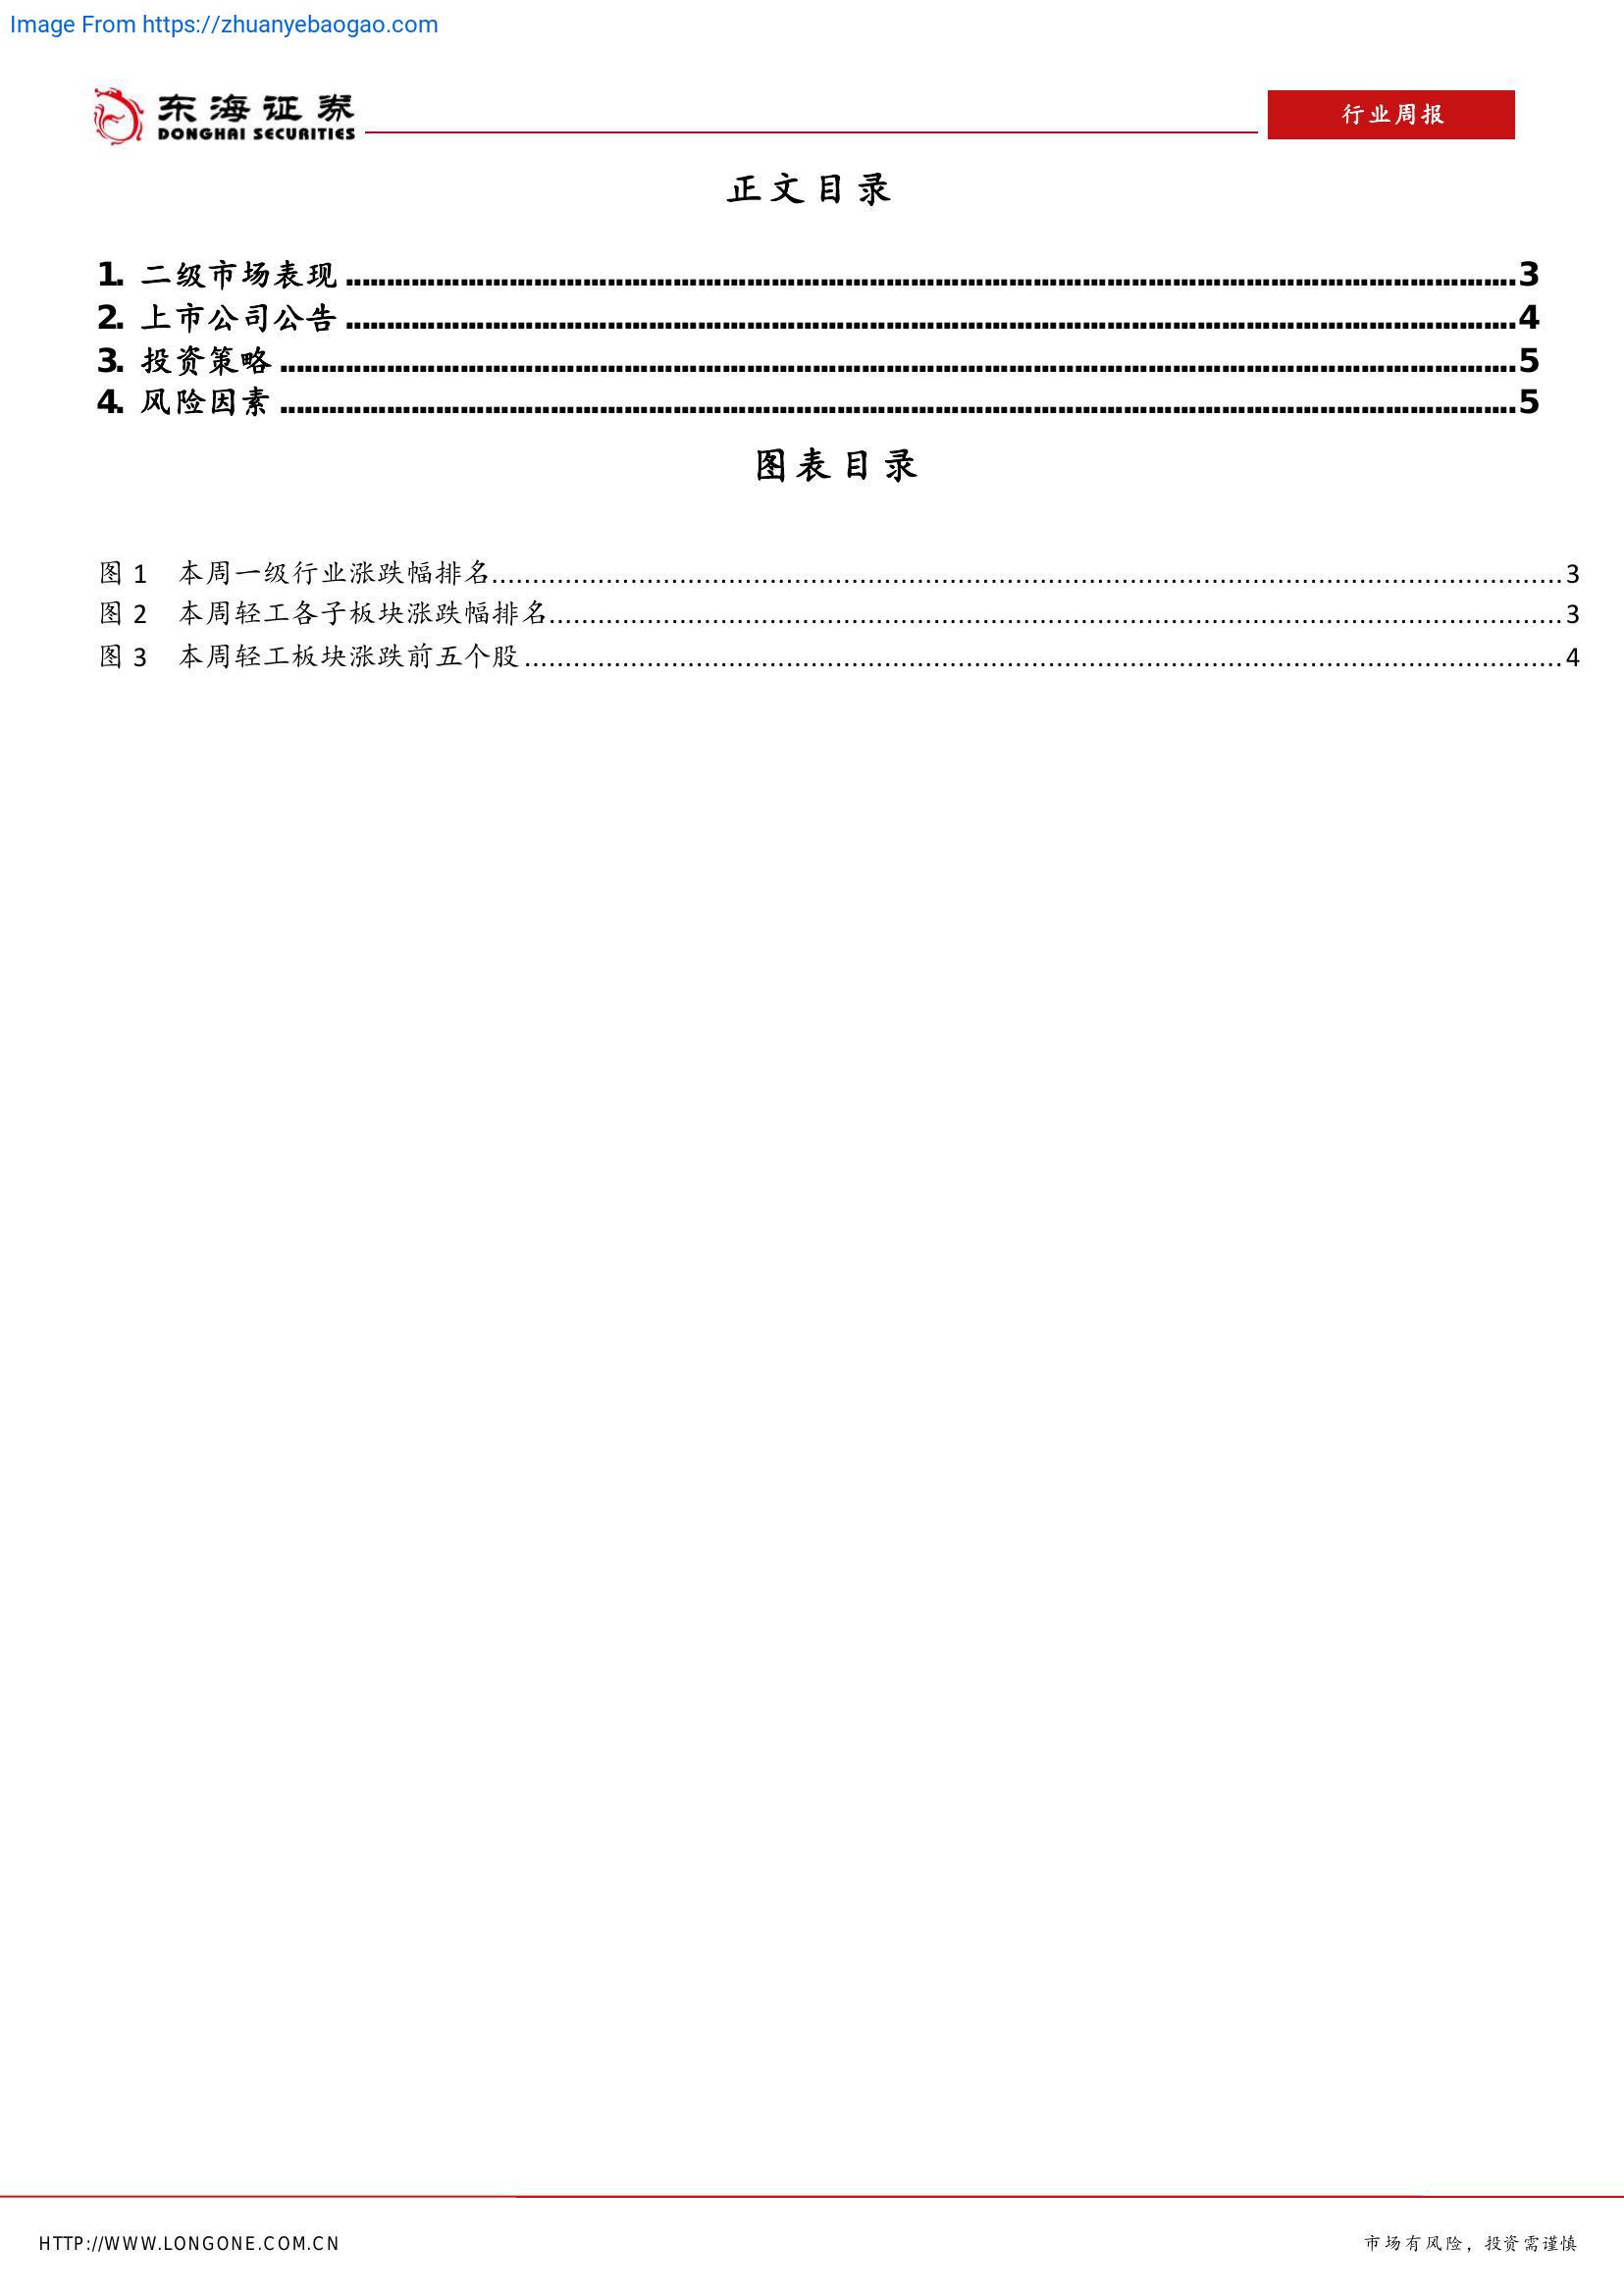 Image From https://zhuanyebaogao.com
东海证券
DONGHAI SECURITIES
行业周报
正文目录
1. 二级市场表现........................................................................................................................3
2. 上市公司公告........................................................................................................................4
3. 投资策略........................................................................................................................5
4. 风险因素........................................................................................................................5
图表目录
图 1 本周一级行业涨跌幅排名........................................................................................................................3
图 2 本周轻工各子板块涨跌幅排名........................................................................................................................3
图 3 本周轻工板块涨跌前五个股........................................................................................................................4
HTTP://WWW.LONGONE.COM.CN
市场有风险，投资需谨慎